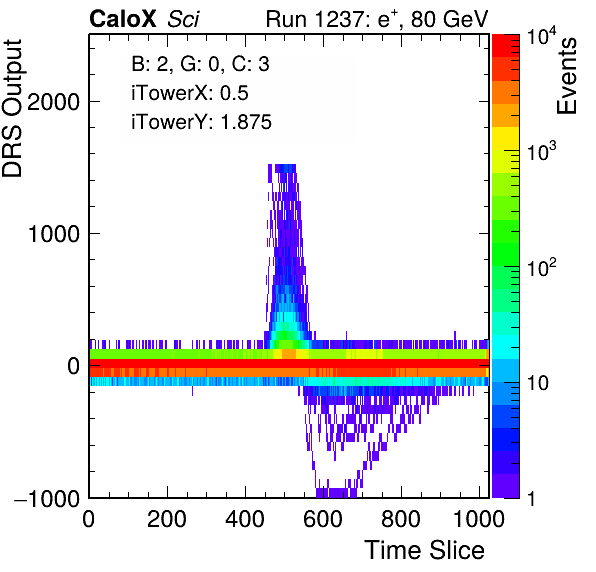 CaloX Sci Run 1237: e⁺, 80 GeV
B: 2, G: 0, C: 3
iTowerX: 0.5
iTowerY: 1.875
DRS Output
2000
1000
0
−1000
0 200 400 600 800 1000
Time Slice
Events
10⁴
10³
10²
10
1